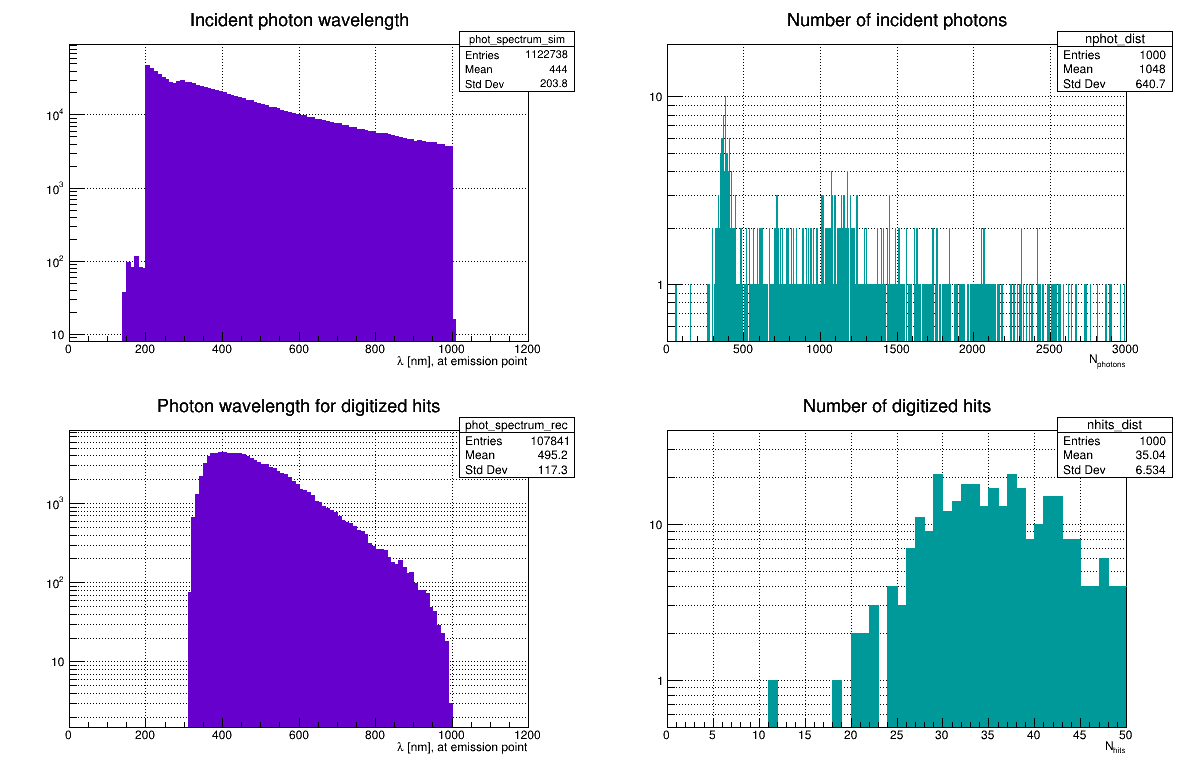 Incident photon wavelength
phot_spectrum_sim
Entries 1122738
Mean 444
Std Dev 203.8
10⁴
10³
10²
10
0 200 400 600 800 1000 1200
λ [nm], at emission point
Number of incident photons
nphot_dist
Entries 1000
Mean 1048
Std Dev 640.7
10
1
0 500 1000 1500 2000 2500 3000
Nphotons
Photon wavelength for digitized hits
phot_spectrum_rec
Entries 107841
Mean 495.2
Std Dev 117.3
10³
10²
10
0 200 400 600 800 1000 1200
λ [nm], at emission point
Number of digitized hits
nhits_dist
Entries 1000
Mean 35.04
Std Dev 6.534
10
1
0 5 10 15 20 25 30 35 40 45 50
Nhits